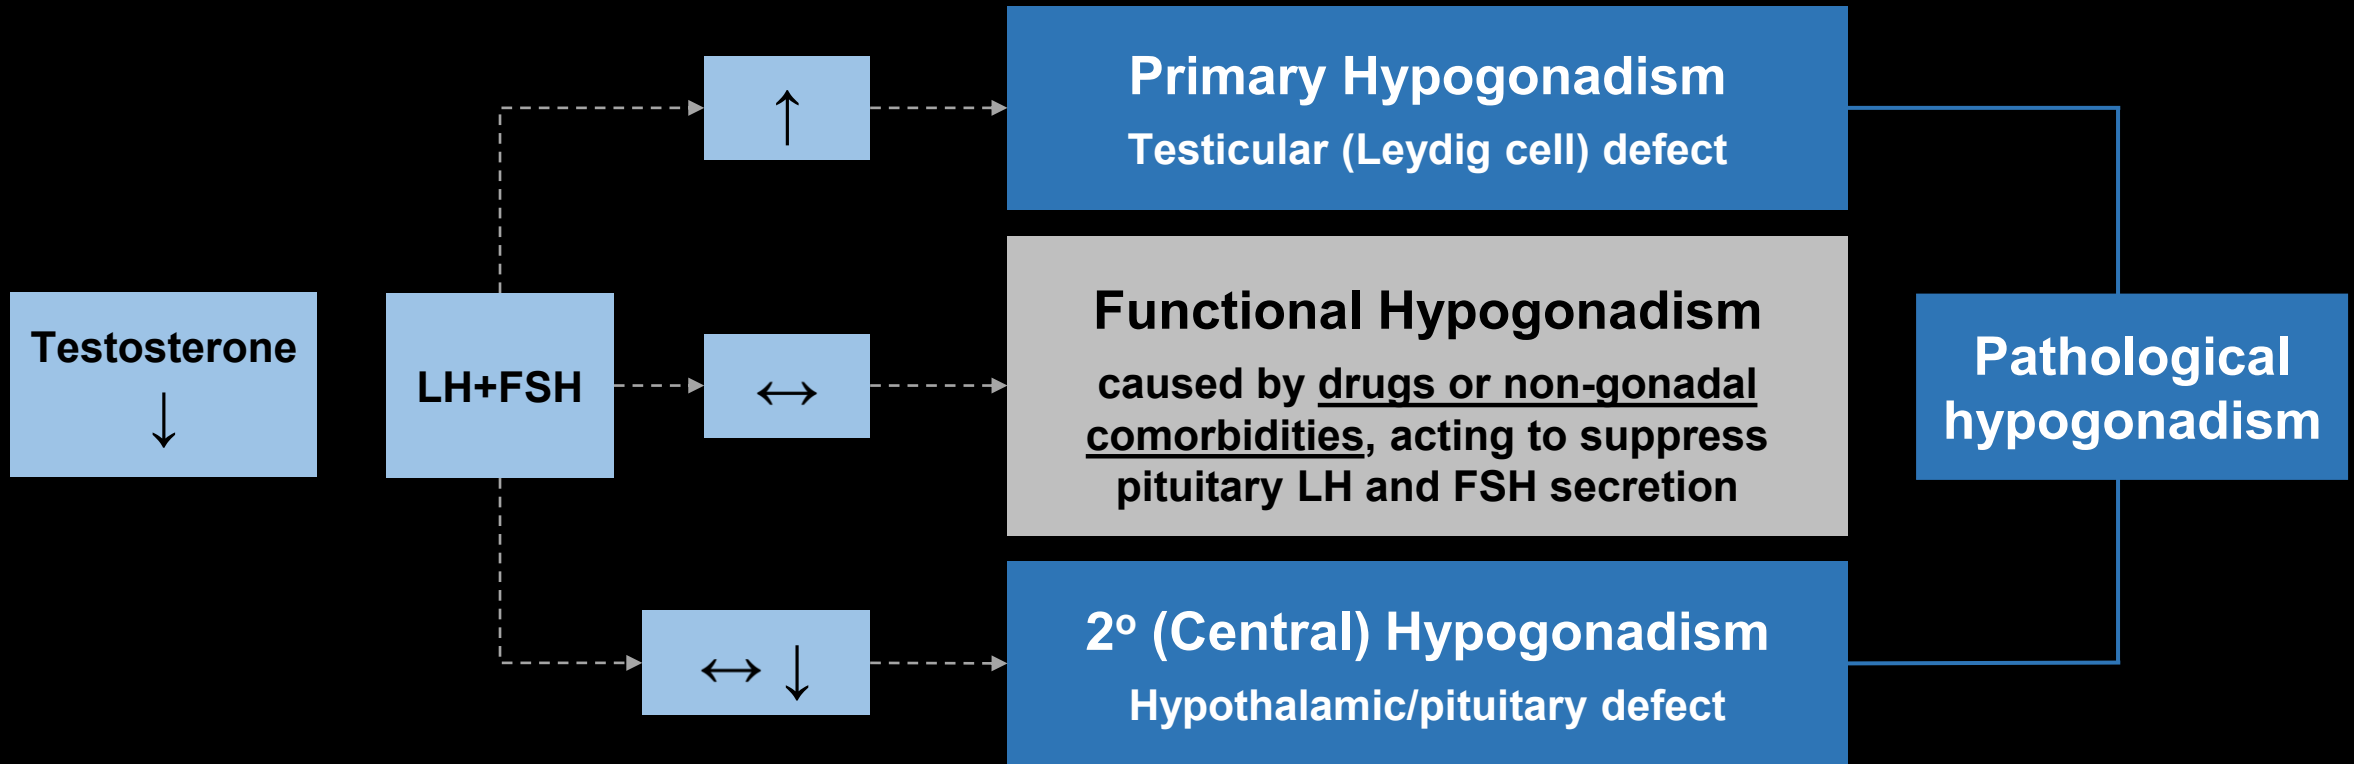 Testosterone
↓
LH+FSH
↑
↔
↔ ↓
Primary Hypogonadism
Testicular (Leydig cell) defect
Functional Hypogonadism
caused by drugs or non-gonadal
comorbidities, acting to suppress
pituitary LH and FSH secretion
2º (Central) Hypogonadism
Hypothalamic/pituitary defect
Pathological
hypogonadism